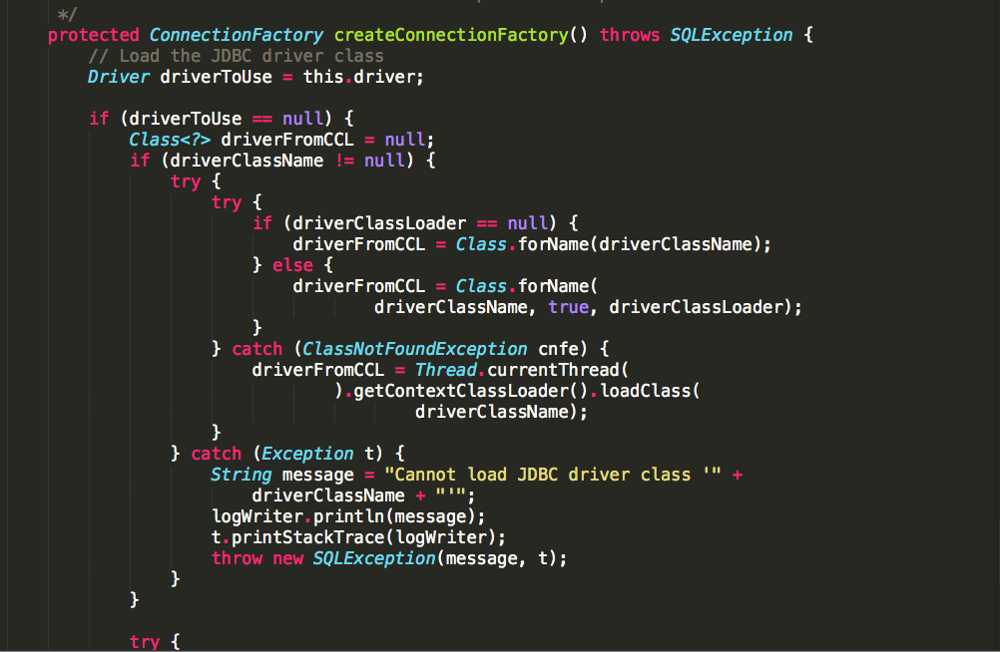 */
protected ConnectionFactory createConnectionFactory() throws SQLException {
// Load the JDBC driver class
Driver driverToUse = this.driver;
if (driverToUse == null) {
Class<?> driverFromCCL = null;
if (driverClassName != null) {
try {
try {
if (driverClassLoader == null) {
driverFromCCL = Class.forName(driverClassName);
} else {
driverFromCCL = Class.forName(
driverClassName, true, driverClassLoader);
}
} catch (ClassNotFoundException cnfe) {
driverFromCCL = Thread.currentThread(
).getContextClassLoader().loadClass(
driverClassName);
}
} catch (Exception t) {
String message = "Cannot load JDBC driver class '" +
driverClassName + "'";
logWriter.println(message);
t.printStackTrace(logWriter);
throw new SQLException(message, t);
}
}
try {